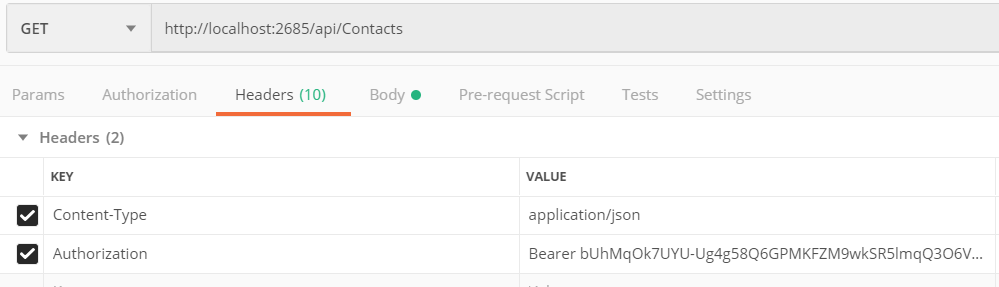 GET http://localhost:2685/api/Contacts
Params Authorization Headers (10) Body Pre-request Script Tests Settings
Headers (2)
KEY VALUE
Content-Type application/json
Authorization Bearer bUhMqOk7UYU-Ug4g58Q6GPMKFZM9wkSR5lmqQ3O6V...